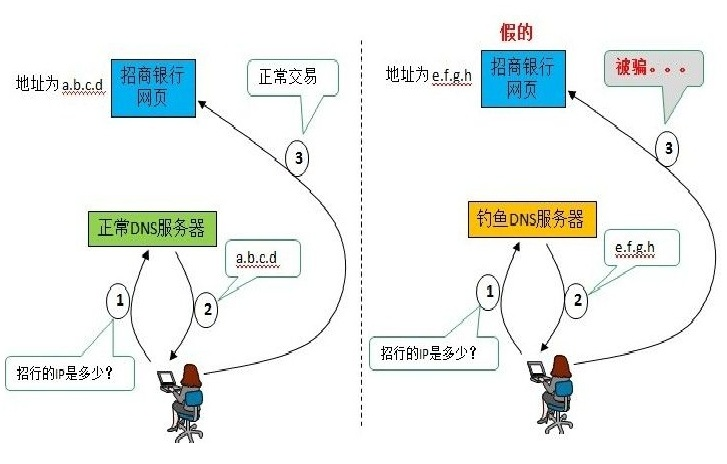 地址为a.b.c.d
招商银行
网页
正常交易
3
正常DNS服务器
a.b.c.d
1
2
招行的IP是多少?
假的
地址为e.f.g.h
招商银行
网页
被骗。。。
3
钓鱼DNS服务器
e.f.g.h
1
2
招行的IP是多少?